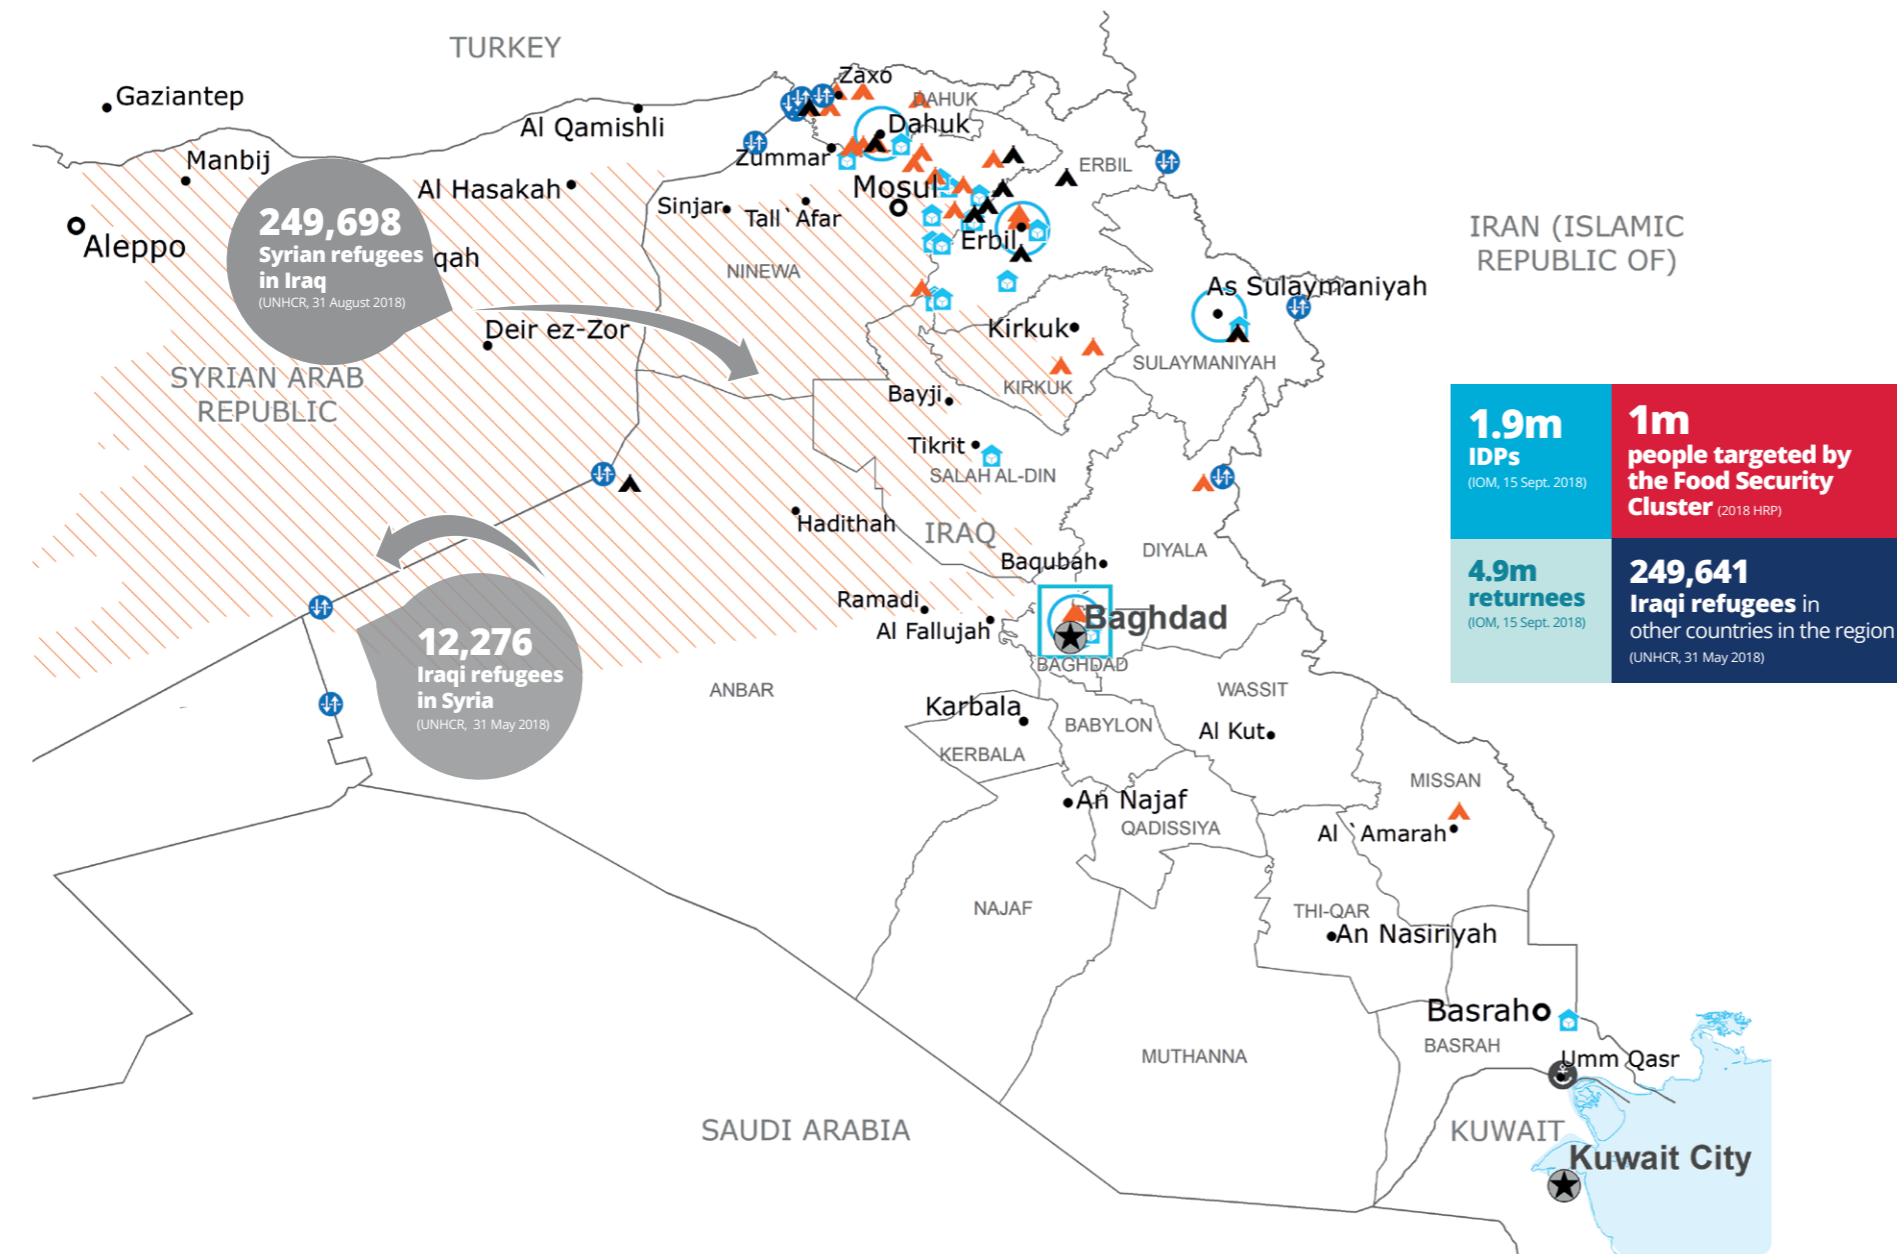 TURKEY
Zaxo
Gaziantep
DAHUK
Al Qamishli
Dahuk
Manbij
Zummar
ERBIL
Al Hasakah
Mosul
Sinjar
Tall`Afar
Aleppo
249,698
Syrian refugees
in Iraq
(UNHCR, 31 August 2018)
qah
Erbil
NINEWA
IRAN (ISLAMIC
REPUBLIC OF)
As Sulaymaniyah
Deir ez-Zor
Kirkuk
SULAYMANIYAH
SYRIAN ARAB
REPUBLIC
KIRKUK
Bayji
Tikrit
SALAH AL-DIN
1.9m
IDPs
(IOM, 15 Sept. 2018)
1m
people targeted by
the Food Security
Cluster (2018 HRP)
4.9m
returnees
(IOM, 15 Sept. 2018)
249,641
Iraqi refugees in
other countries in the region
(UNHCR, 31 May 2018)
Hadithah
IRAQ
DIYALA
Baqubah
Ramadi
Al Fallujah
Baghdad
BAGHDAD
12,276
Iraqi refugees
in Syria
(UNHCR, 31 May 2018)
ANBAR
WASSIT
Karbala
BABYLON
Al Kut
KERBALA
MISSAN
An Najaf
QADISSIYA
Al `Amarah
NAJAF
THI-QAR
An Nasiriyah
Basrah
BASRAH
MUTHANNA
Umm Qasr
SAUDI ARABIA
KUWAIT
Kuwait City